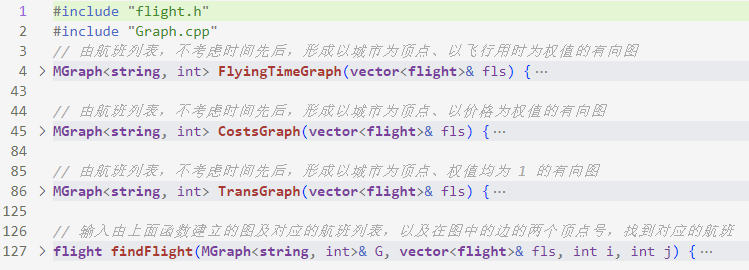 1 #include "flight.h"
2 #include "Graph.cpp"
3 // 由航班列表，不考虑时间先后，形成以城市为顶点、以飞行用时为权值的有向图
4 > MGraph<string, int> FlyingTimeGraph(vector<flight>& fls) {…
43
44 // 由航班列表，不考虑时间先后，形成以城市为顶点、以价格为权值的有向图
45 > MGraph<string, int> CostsGraph(vector<flight>& fls) {…
84
85 // 由航班列表，不考虑时间先后，形成以城市为顶点、权值均为 1 的有向图
86 > MGraph<string, int> TransGraph(vector<flight>& fls) {…
125
126 // 输入由上面函数建立的图及对应的航班列表，以及在图中的边的两个顶点号，找到对应的航班
127 > flight findFlight(MGraph<string, int>& G, vector<flight>& fls, int i, int j) {…